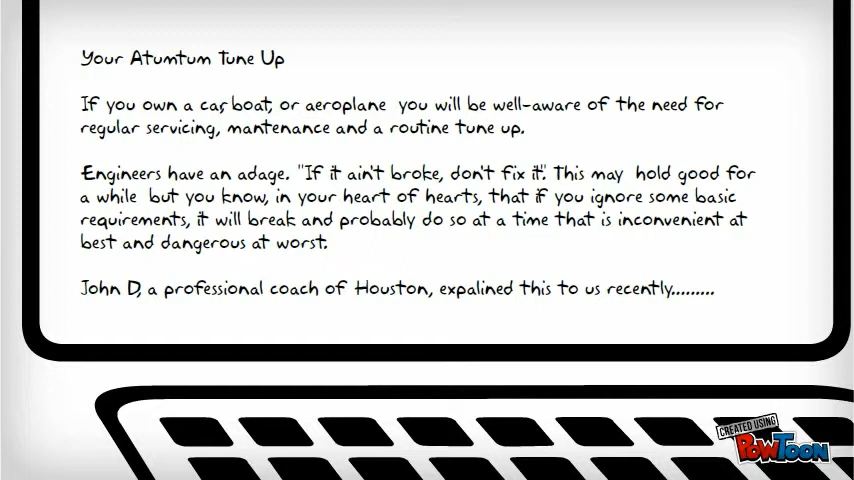 Your Atumtum Tune Up
If you own a car, boat, or aeroplane you will be well-aware of the need for
regular servicing, mantenance and a routine tune up.
Engineers have an adage. "If it ain't broke, don't fix it". This may hold good for
a while but you know, in your heart of hearts, that if you ignore some basic
requirements, it will break and probably do so at a time that is inconvenient at
best and dangerous at worst.
John D, a professional coach of Houston, expalined this to us recently.........
CREATED USING
POWTOON